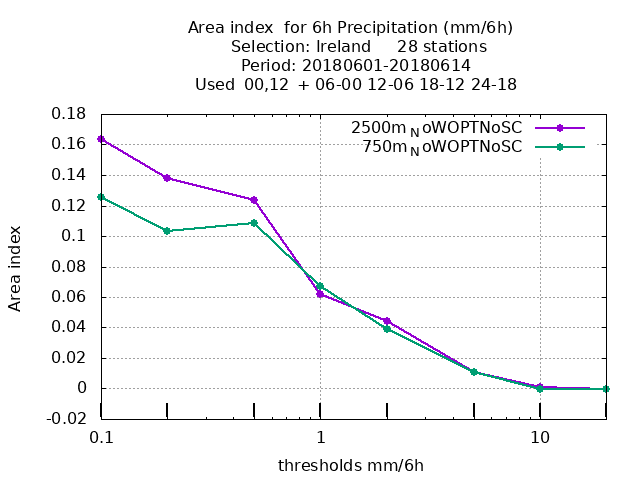 Area index  for 6h Precipitation (mm/6h)
Selection: Ireland     28 stations
Period: 20180601-20180614
Used  00,12  + 06-00 12-06 18-12 24-18
2500m_NoWOPTNoSC
750m_NoWOPTNoSC
0.18
0.16
0.14
0.12
0.1
0.08
0.06
0.04
0.02
0
-0.02
Area index
0.1 1 10
thresholds mm/6h